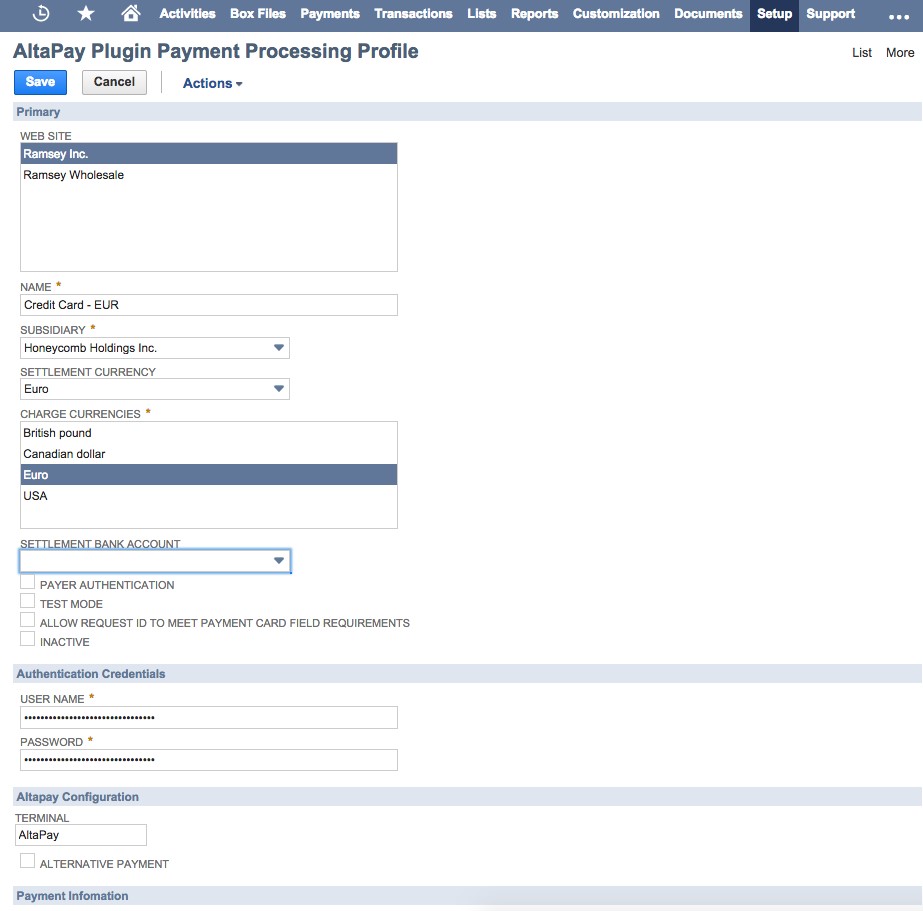 Activities Box Files Payments Transactions Lists Reports Customization Documents Setup Support
AltaPay Plugin Payment Processing Profile
List More
Save Cancel Actions
Primary
WEB SITE
Ramsey Inc.
Ramsey Wholesale
NAME *
Credit Card - EUR
SUBSIDIARY *
Honeycomb Holdings Inc.
SETTLEMENT CURRENCY
Euro
CHARGE CURRENCIES *
British pound
Canadian dollar
Euro
USA
SETTLEMENT BANK ACCOUNT
PAYER AUTHENTICATION
TEST MODE
ALLOW REQUEST ID TO MEET PAYMENT CARD FIELD REQUIREMENTS
INACTIVE
Authentication Credentials
USER NAME *
••••••••••••••••••••••••••••••••
PASSWORD *
••••••••••••••••••••••••••••••••
Altapay Configuration
TERMINAL
AltaPay
ALTERNATIVE PAYMENT
Payment Infomation